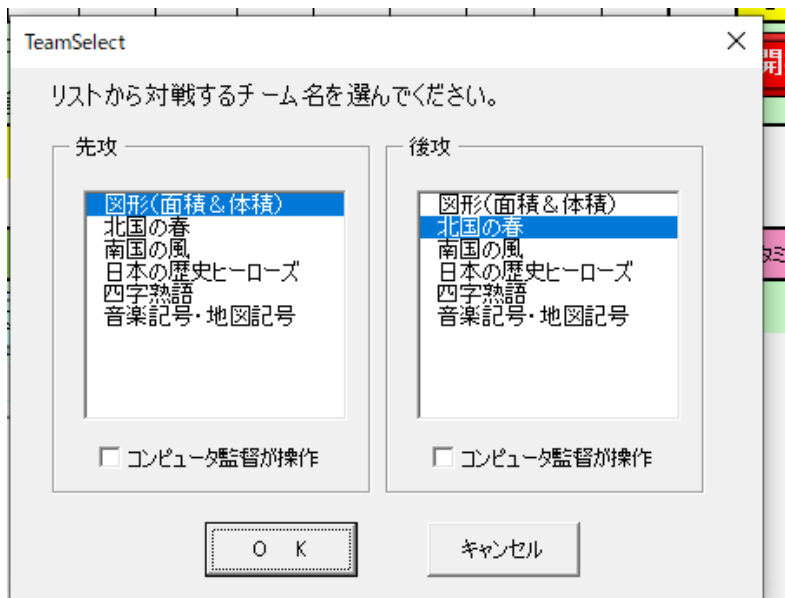 TeamSelect
開
リストから対戦するチーム名を選んでください。
先攻
後攻
図形(面積&体積)
北国の春
南国の風
日本の歴史ヒーローズ
四字熟語
音楽記号・地図記号
図形(面積&体積)
北国の春
南国の風
日本の歴史ヒーローズ
四字熟語
音楽記号・地図記号
タミ
コンピュータ監督が操作
コンピュータ監督が操作
O K
キャンセル